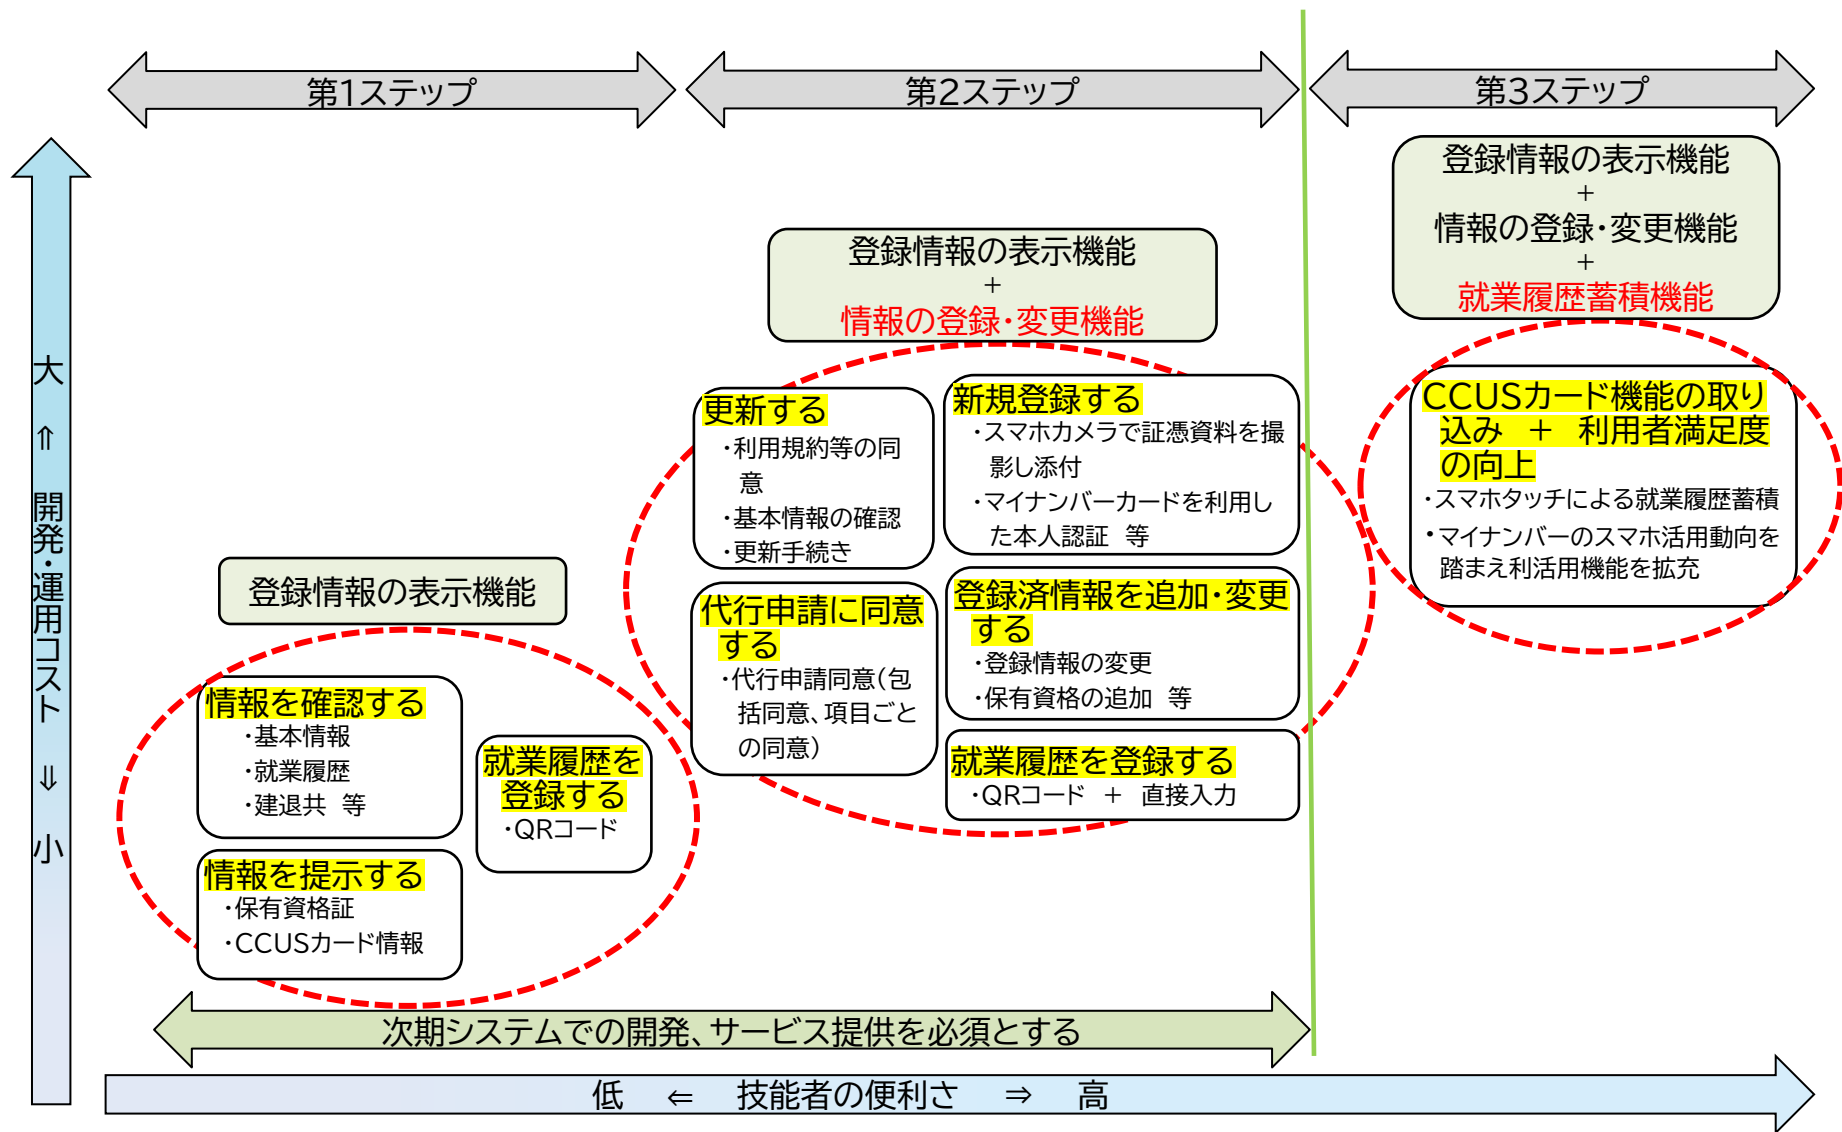 第1ステップ
第2ステップ
第3ステップ
大 ⇑ 開発・運用コスト ⇓ 小
登録情報の表示機能
情報を確認する
・基本情報
・就業履歴
・建退共 等
情報を提示する
・保有資格証
・CCUSカード情報
就業履歴を
登録する
・QRコード
登録情報の表示機能
+
情報の登録・変更機能
更新する
・利用規約等の同
意
・基本情報の確認
・更新手続き
代行申請に同意
する
・代行申請同意(包
括同意、項目ごと
の同意)
新規登録する
・スマホカメラで証憑資料を撮
影し添付
・マイナンバーカードを利用し
た本人認証 等
登録済情報を追加・変更
する
・登録情報の変更
・保有資格の追加 等
就業履歴を登録する
・QRコード + 直接入力
登録情報の表示機能
+
情報の登録・変更機能
+
就業履歴蓄積機能
CCUSカード機能の取り
込み + 利用者満足度
の向上
・スマホタッチによる就業履歴蓄積
・マイナンバーのスマホ活用動向を
踏まえ利活用機能を拡充
次期システムでの開発、サービス提供を必須とする
低 ⇐ 技能者の便利さ ⇒ 高